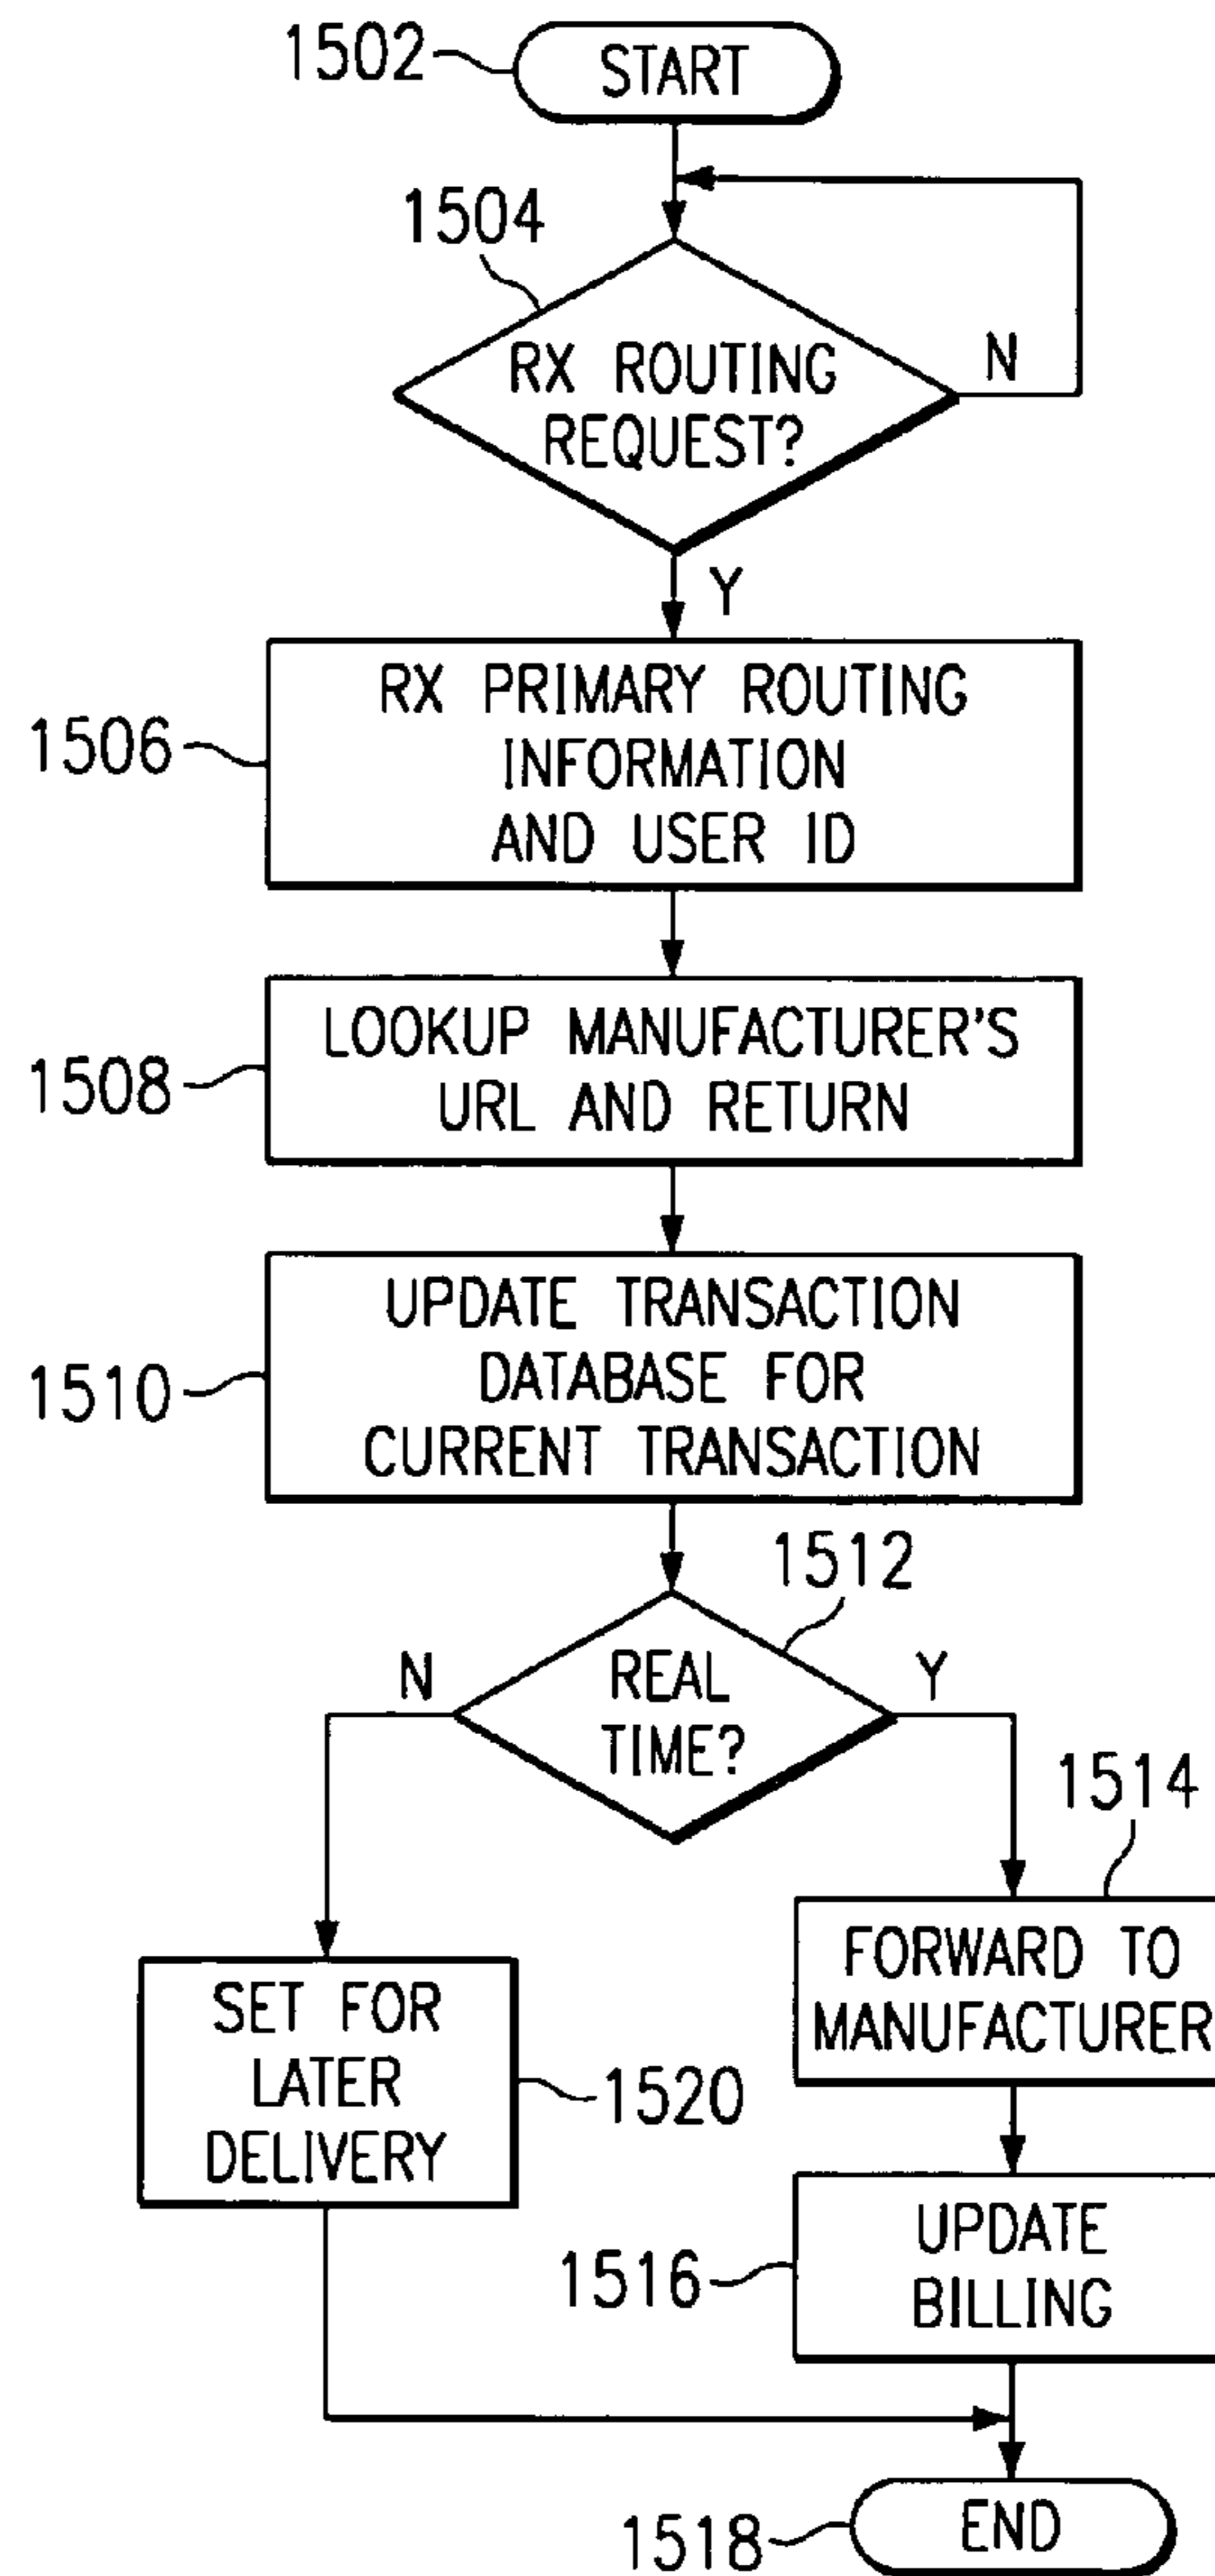 1502
START
1504
RX ROUTING
REQUEST?
N
Y
1506
RX PRIMARY ROUTING
INFORMATION
AND USER ID
1508
LOOKUP MANUFACTURER'S
URL AND RETURN
1510
UPDATE TRANSACTION
DATABASE FOR
CURRENT TRANSACTION
1512
N
REAL
TIME?
Y
1514
FORWARD TO
MANUFACTURER
SET FOR
LATER
DELIVERY
1520
1516
UPDATE
BILLING
1518
END